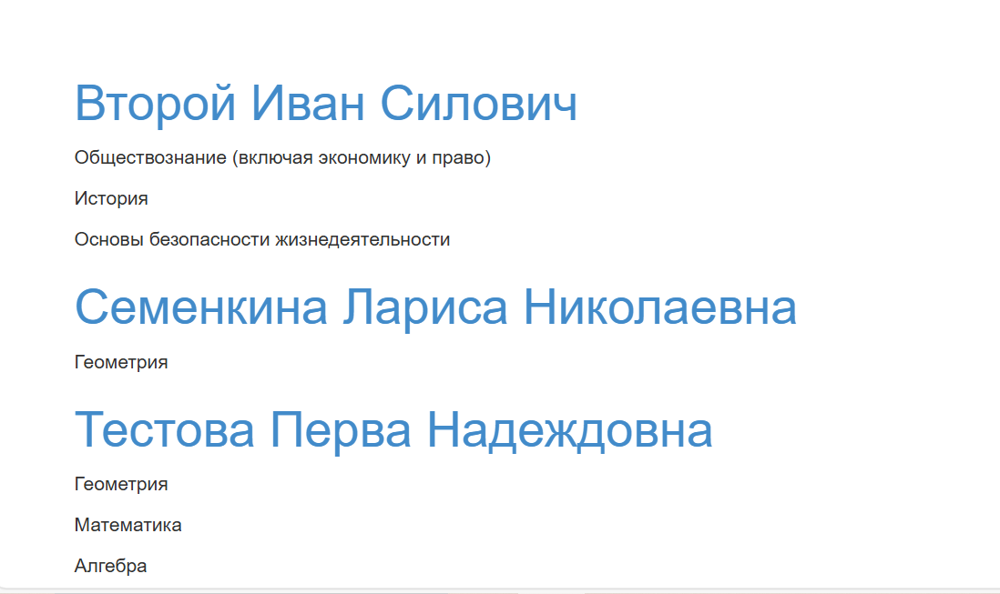 Второй Иван Силович
Обществознание (включая экономику и право)
История
Основы безопасности жизнедеятельности
Семенкина Лариса Николаевна
Геометрия
Тестова Перва Надеждовна
Геометрия
Математика
Алгебра